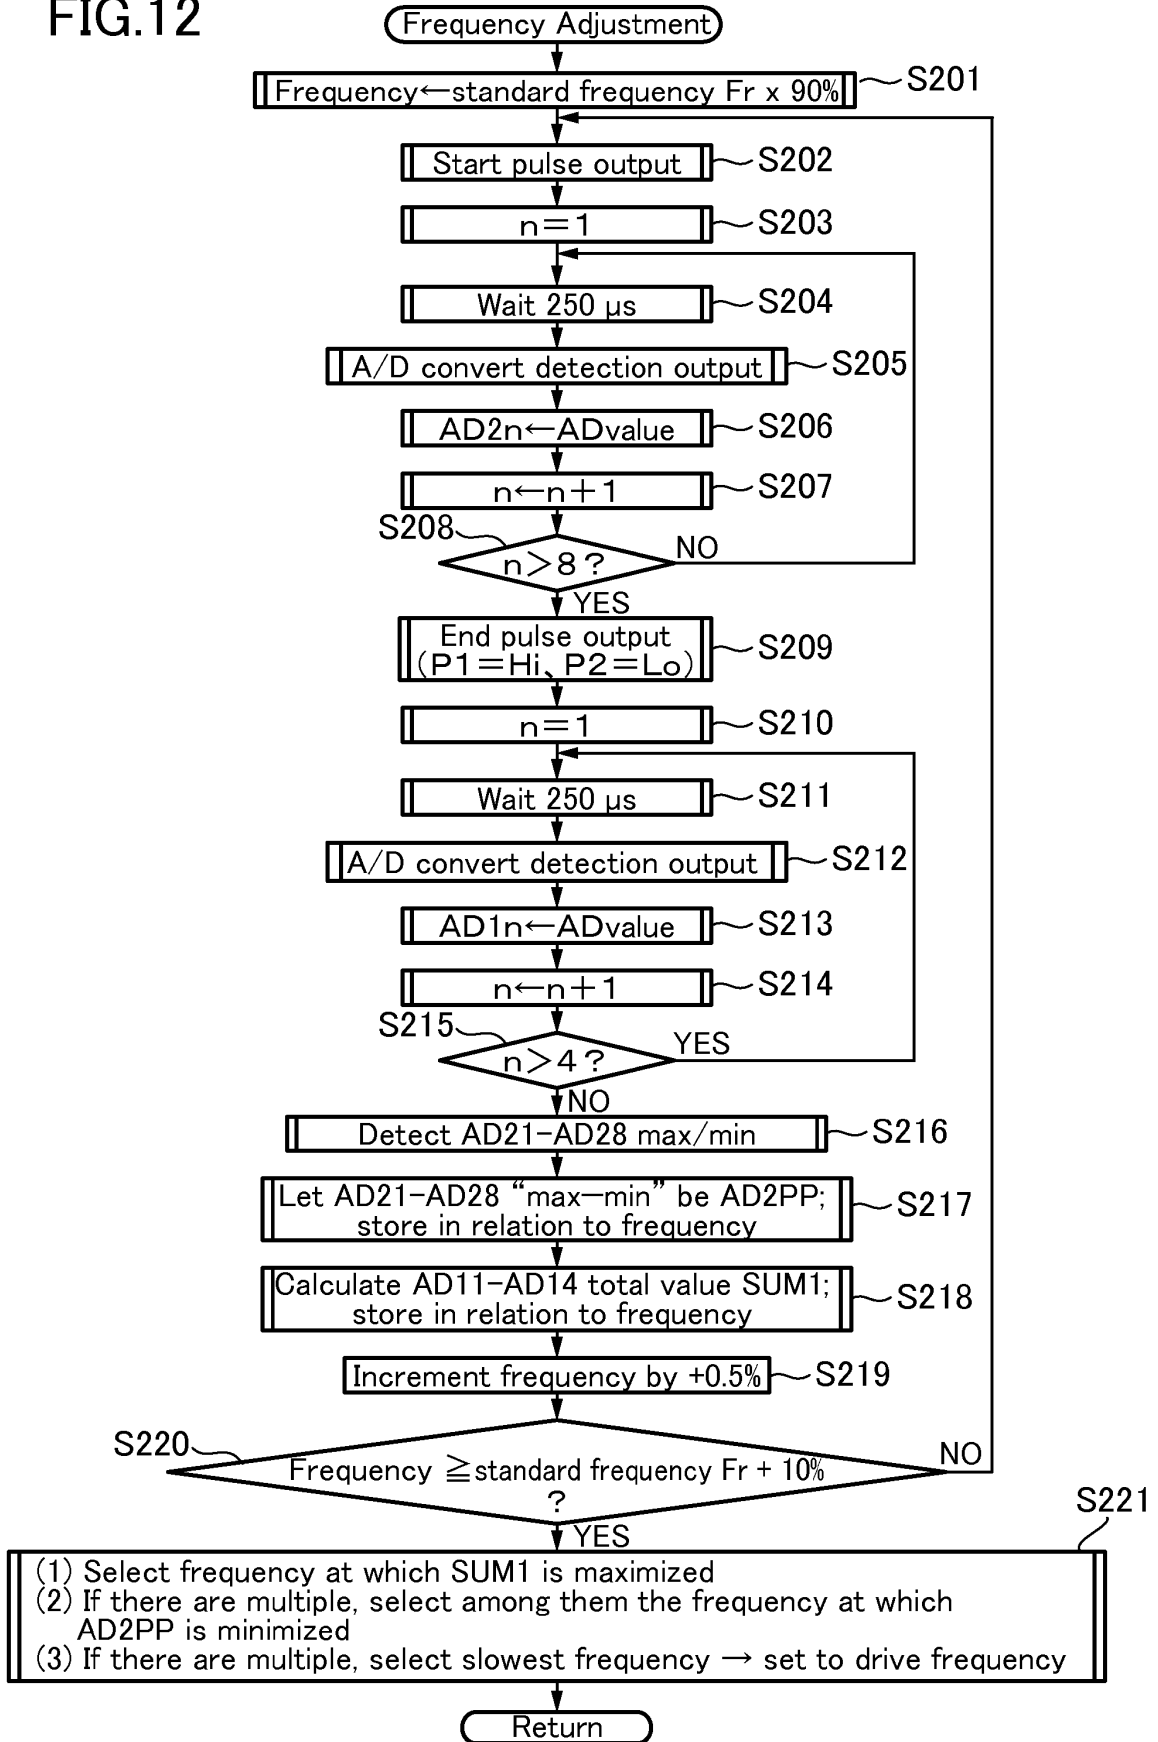 FIG.12
Frequency Adjustment
Frequency←standard frequency Fr x 90%
S201
Start pulse output
S202
n=1
S203
Wait 250 μs
S204
A/D convert detection output
S205
AD2n←ADvalue
S206
n←n+1
S207
S208
n>8?
NO
YES
End pulse output
(P1=Hi、P2=Lo)
S209
n=1
S210
Wait 250 μs
S211
A/D convert detection output
S212
AD1n←ADvalue
S213
n←n+1
S214
S215
n>4?
YES
NO
Detect AD21-AD28 max/min
S216
Let AD21-AD28 “max-min” be AD2PP;
store in relation to frequency
S217
Calculate AD11-AD14 total value SUM1;
store in relation to frequency
S218
Increment frequency by +0.5%
S219
S220
Frequency ≧standard frequency Fr + 10%
?
NO
YES
S221
(1) Select frequency at which SUM1 is maximized
(2) If there are multiple, select among them the frequency at which
AD2PP is minimized
(3) If there are multiple, select slowest frequency → set to drive frequency
Return